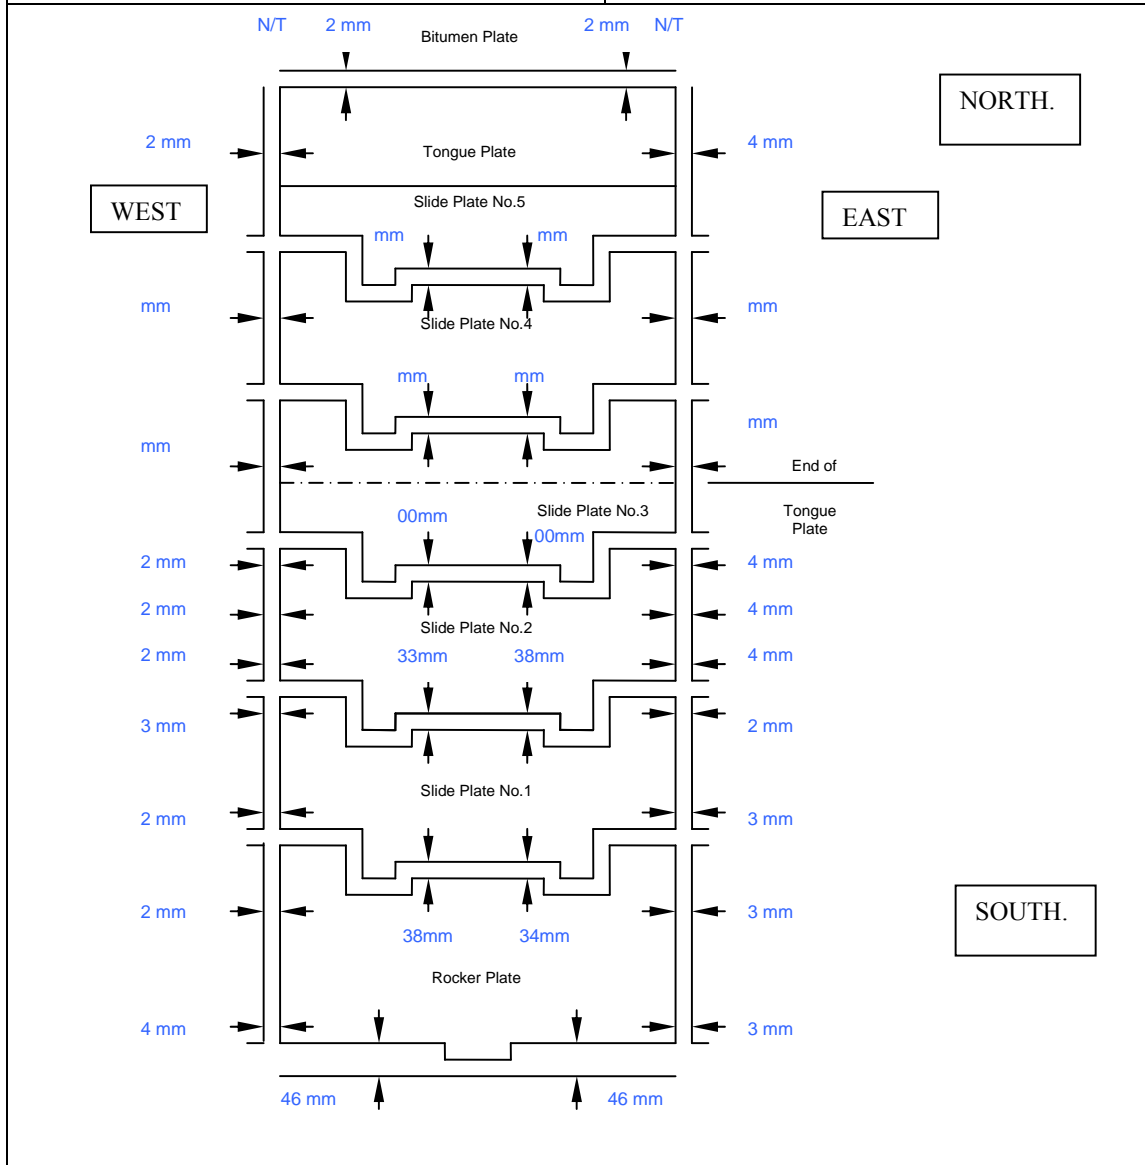 N/T 2 mm Bitumen Plate 2 mm N/T
NORTH.
2 mm Tongue Plate 4 mm
WEST Slide Plate No.5 EAST
mm mm
mm Slide Plate No.4 mm
mm mm
mm mm
End of
Tongue
Plate
Slide Plate No.3
00mm 00mm
2 mm 4 mm
2 mm 4 mm
Slide Plate No.2
2 mm 33mm 38mm 4 mm
3 mm 2 mm
Slide Plate No.1
2 mm 3 mm
2 mm 3 mm
SOUTH.
38mm 34mm
Rocker Plate
4 mm 3 mm
46 mm 46 mm